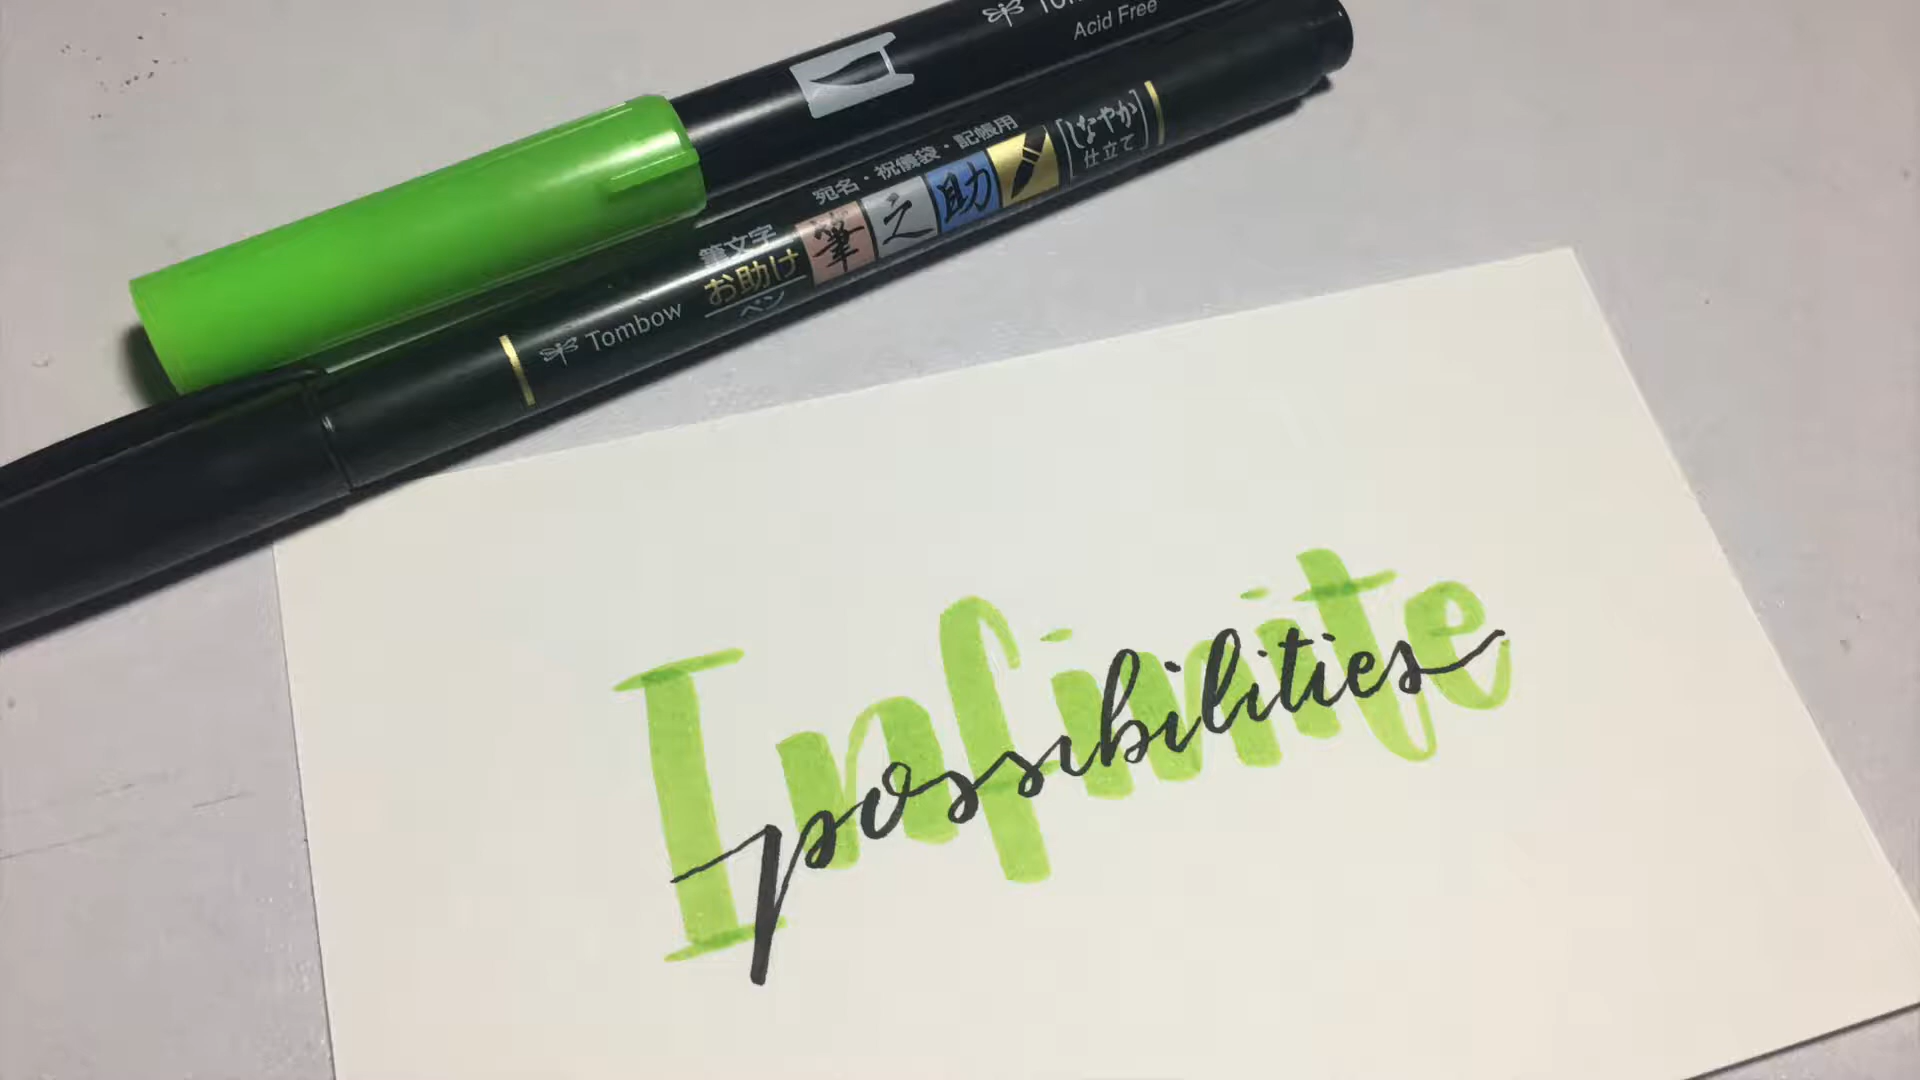 Acid Free
宛名・祝儀袋・記帳用
しなやか
仕立て
筆之助
筆文字
お助け
ペン
Tombow
Infinite
possibilities